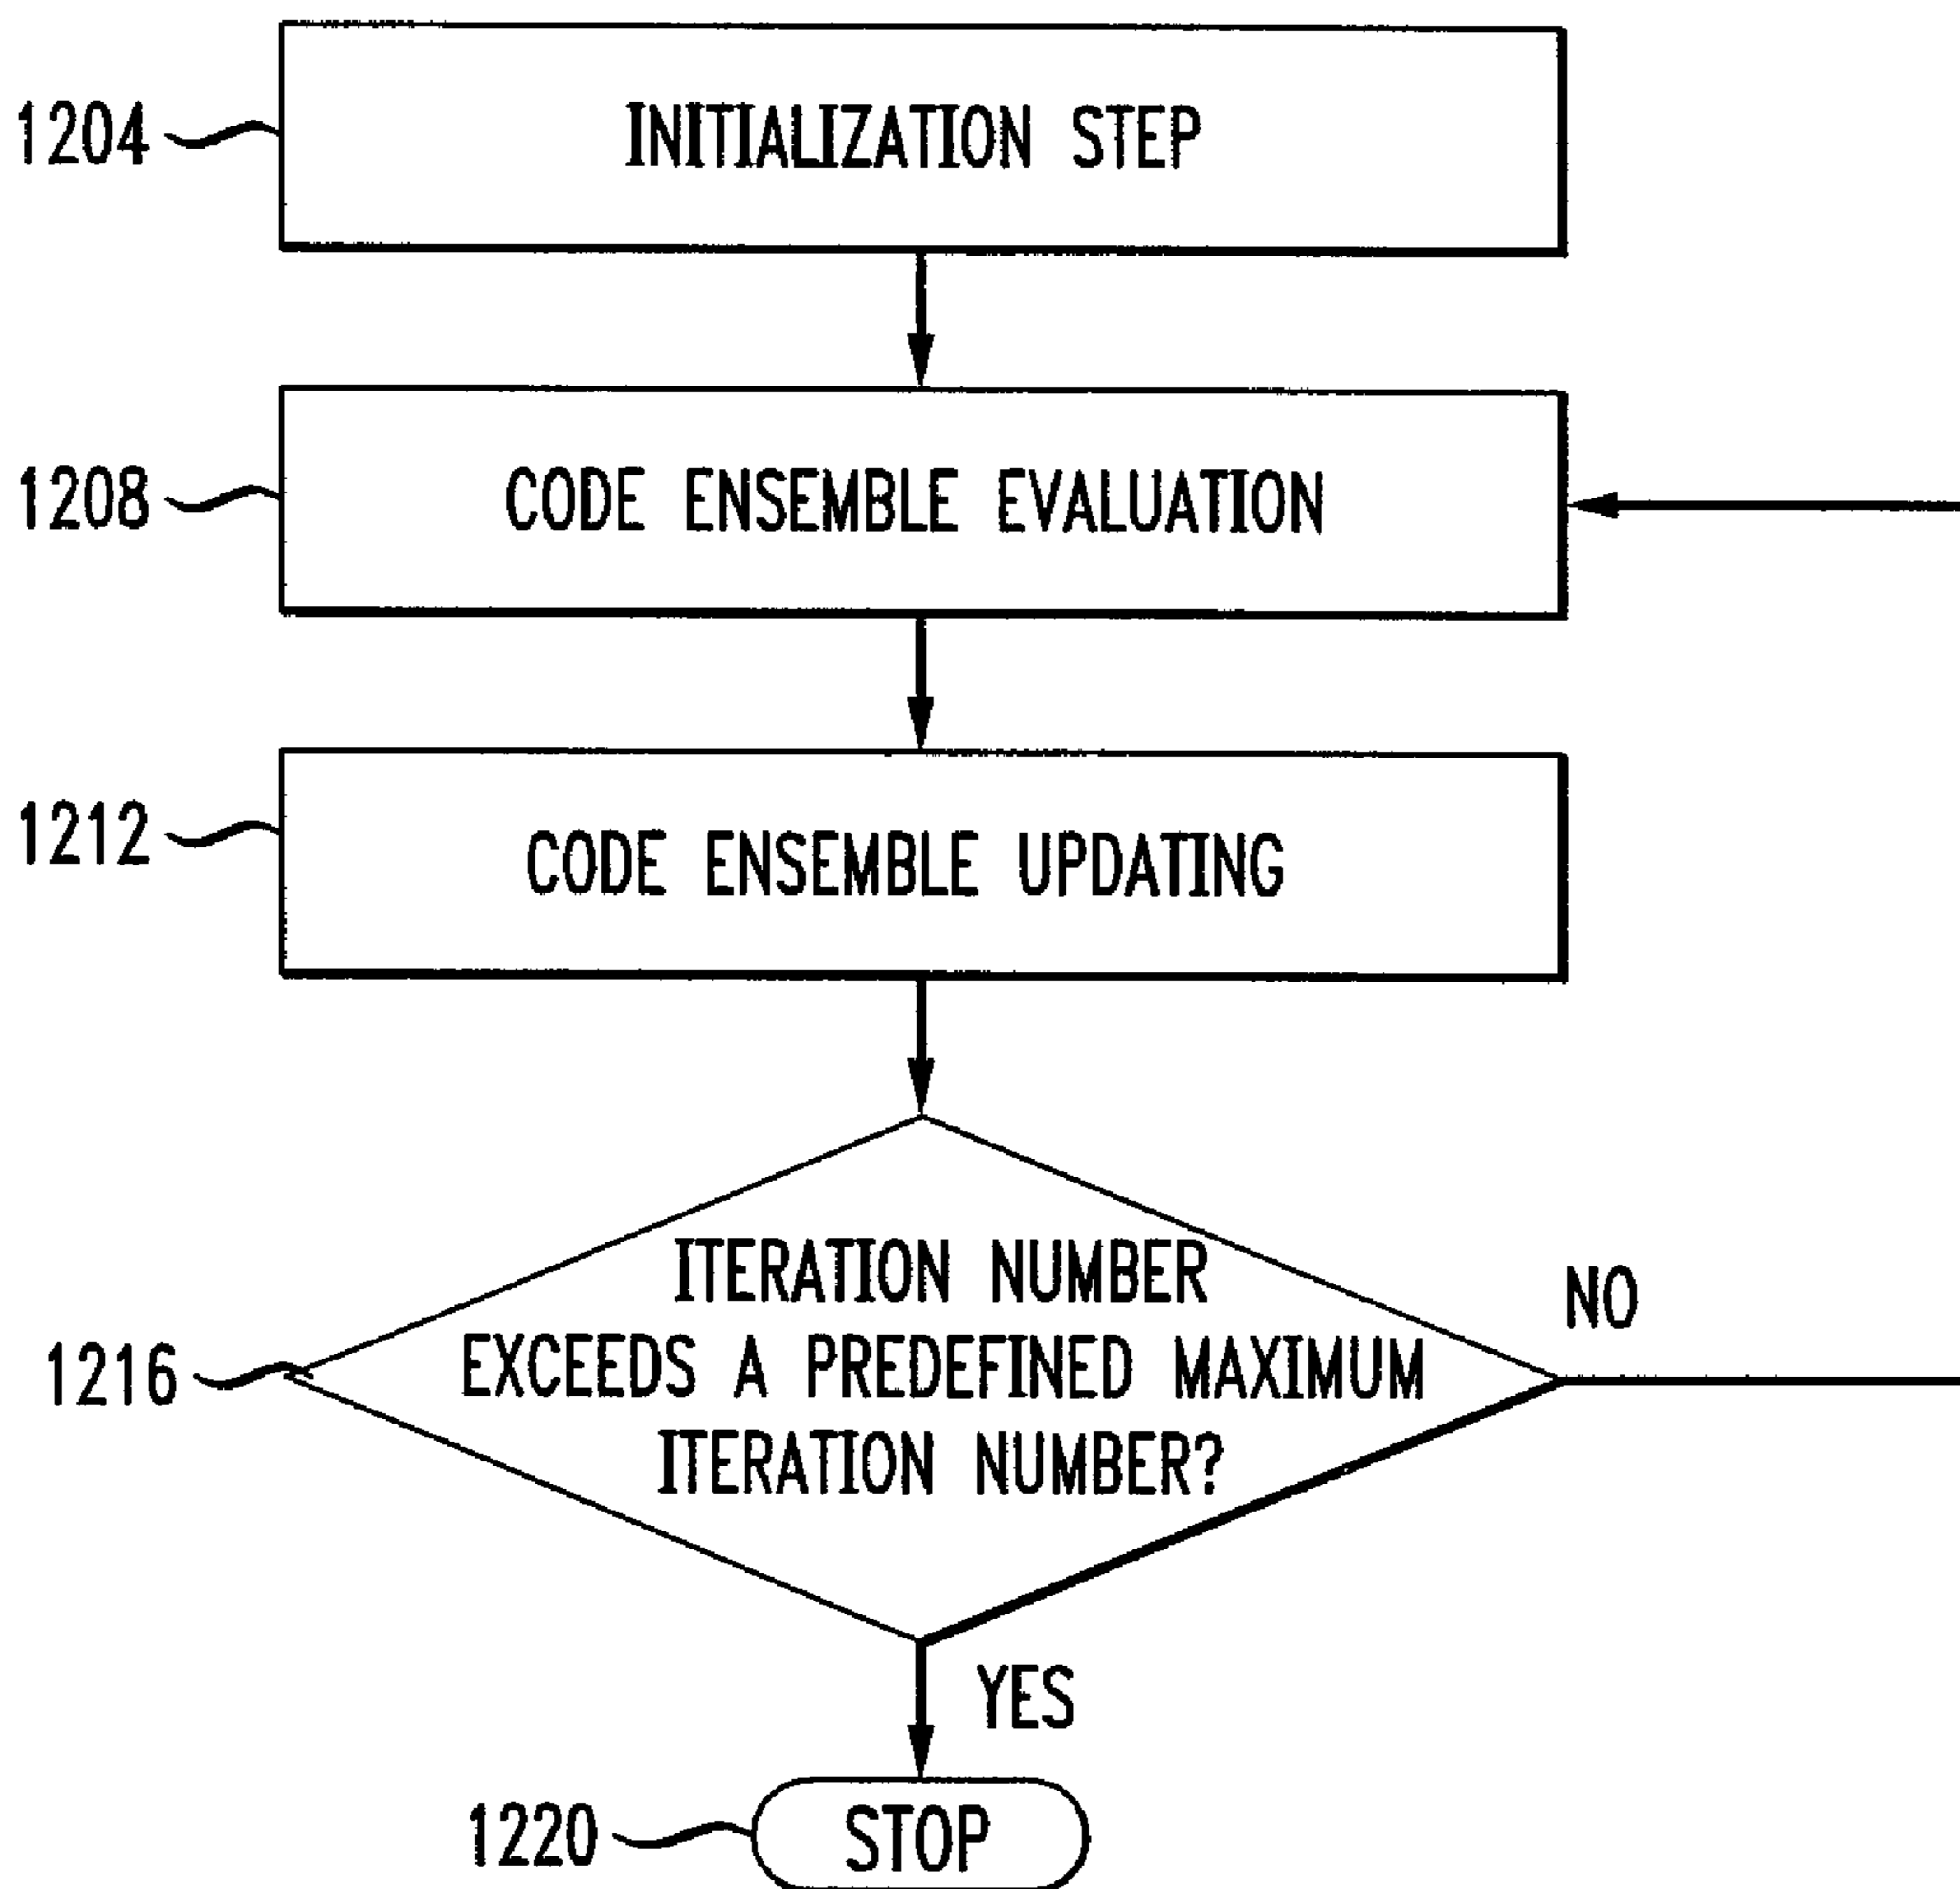 1204
INITIALIZATION STEP
1208
CODE ENSEMBLE EVALUATION
1212
CODE ENSEMBLE UPDATING
1216
ITERATION NUMBER
EXCEEDS A PREDEFINED MAXIMUM
ITERATION NUMBER?
NO
YES
1220
STOP